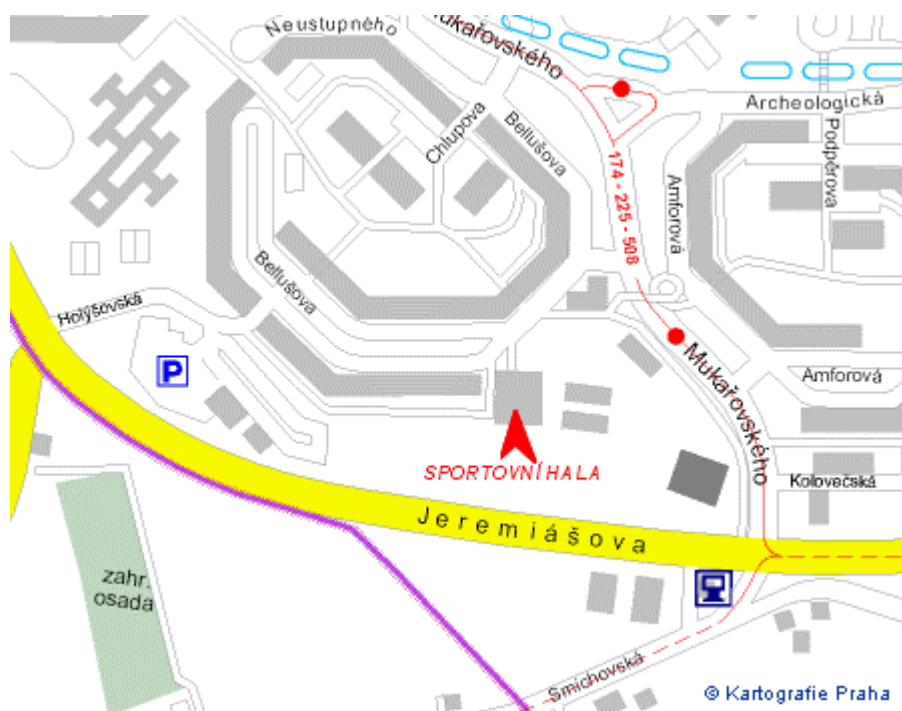 Neustupného
Mukařovského
Archeologická
Chlupova
Bellušova
Podpěrova
174 - 225 - 508
Amforová
Bellušova
Holýšovská
P
Mukařovského
Amforová
SPORTOVNÍ HALA
Kolovečská
Jeremiášova
zahr.
osada
Smíchovská
© Kartografie Praha